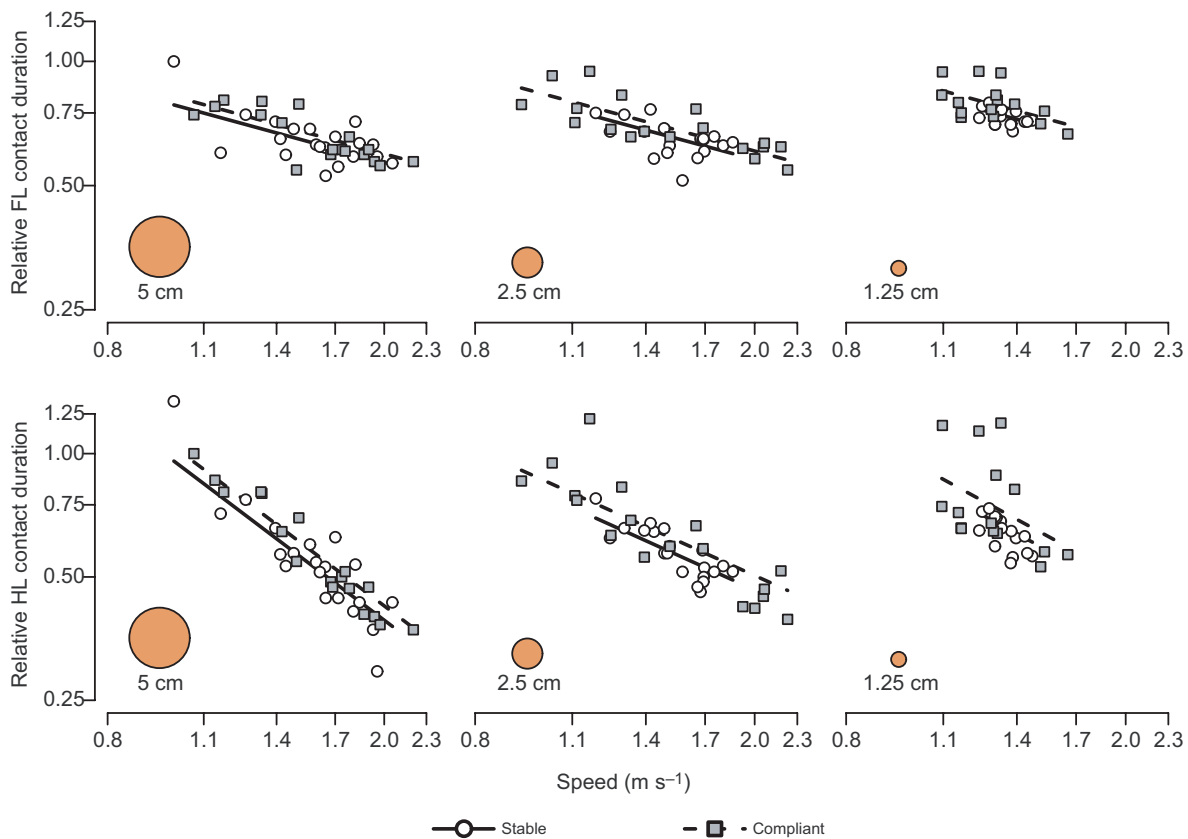 1.25
1.00
0.75
0.50
0.25
Relative FL contact duration
5 cm
2.5 cm
1.25 cm
0.8 1.1 1.4 1.7 2.0 2.3
0.8 1.1 1.4 1.7 2.0 2.3
0.8 1.1 1.4 1.7 2.0 2.3
1.25
1.00
0.75
0.50
0.25
Relative HL contact duration
5 cm
2.5 cm
1.25 cm
0.8 1.1 1.4 1.7 2.0 2.3
0.8 1.1 1.4 1.7 2.0 2.3
0.8 1.1 1.4 1.7 2.0 2.3
Speed (m s⁻¹)
Stable
Compliant